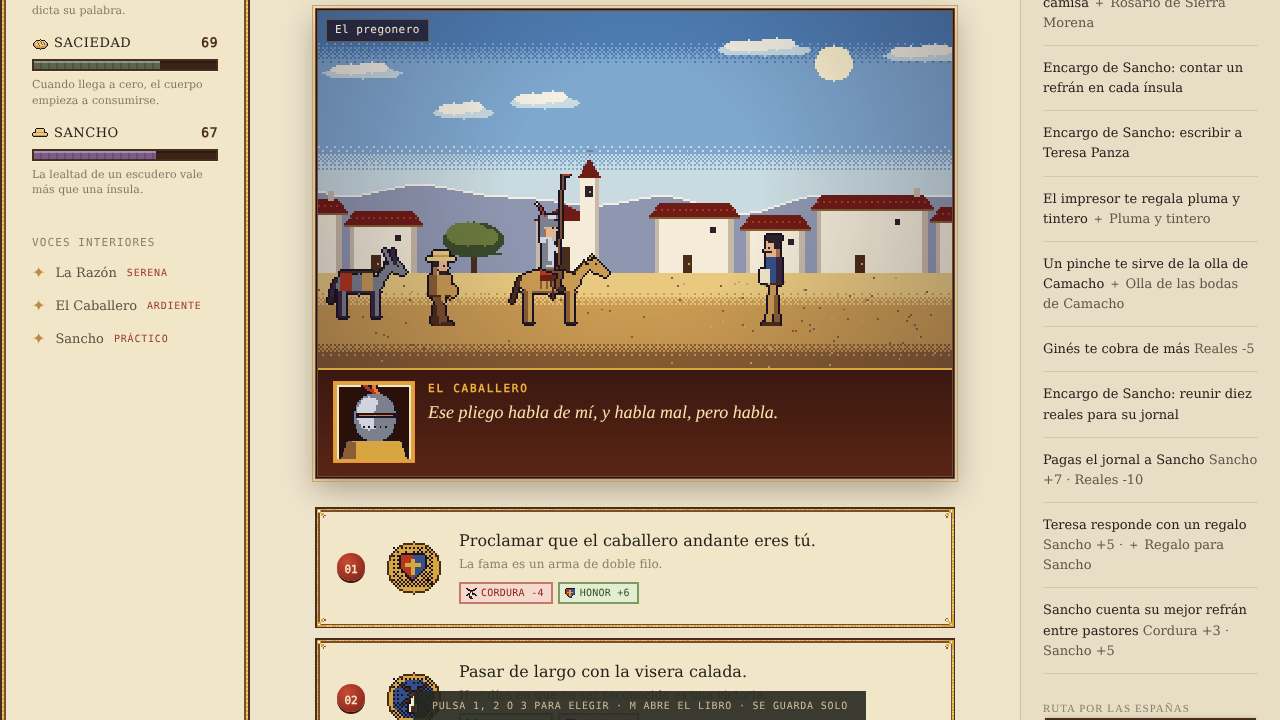 dicta su palabra.
SACIEDAD 69
Cuando llega a cero, el cuerpo
empieza a consumirse.
SANCHO 67
La lealtad de un escudero vale
más que una ínsula.
VOCES INTERIORES
La Razón SERENA
El Caballero ARDIENTE
Sancho PRÁCTICO
El pregonero
EL CABALLERO
Ese pliego habla de mí, y habla mal, pero habla.
01
Proclamar que el caballero andante eres tú.
La fama es un arma de doble filo.
CORDURA -4 HONOR +6
02
Pasar de largo con la visera calada.
PULSA 1, 2 O 3 PARA ELEGIR · M ABRE EL LIBRO · SE GUARDA SOLO
camisa + Rosario de Sierra
Morena
Encargo de Sancho: contar un
refrán en cada ínsula
Encargo de Sancho: escribir a
Teresa Panza
El impresor te regala pluma y
tintero + Pluma y tintero
Un pinche te sirve de la olla de
Camacho + Olla de las bodas
de Camacho
Ginés te cobra de más Reales -5
Encargo de Sancho: reunir diez
reales para su jornal
Pagas el jornal a Sancho Sancho
+7 · Reales -10
Teresa responde con un regalo
Sancho +5 · + Regalo para
Sancho
Sancho cuenta su mejor refrán
entre pastores Cordura +3 ·
Sancho +5
RUTA POR LAS ESPAÑAS